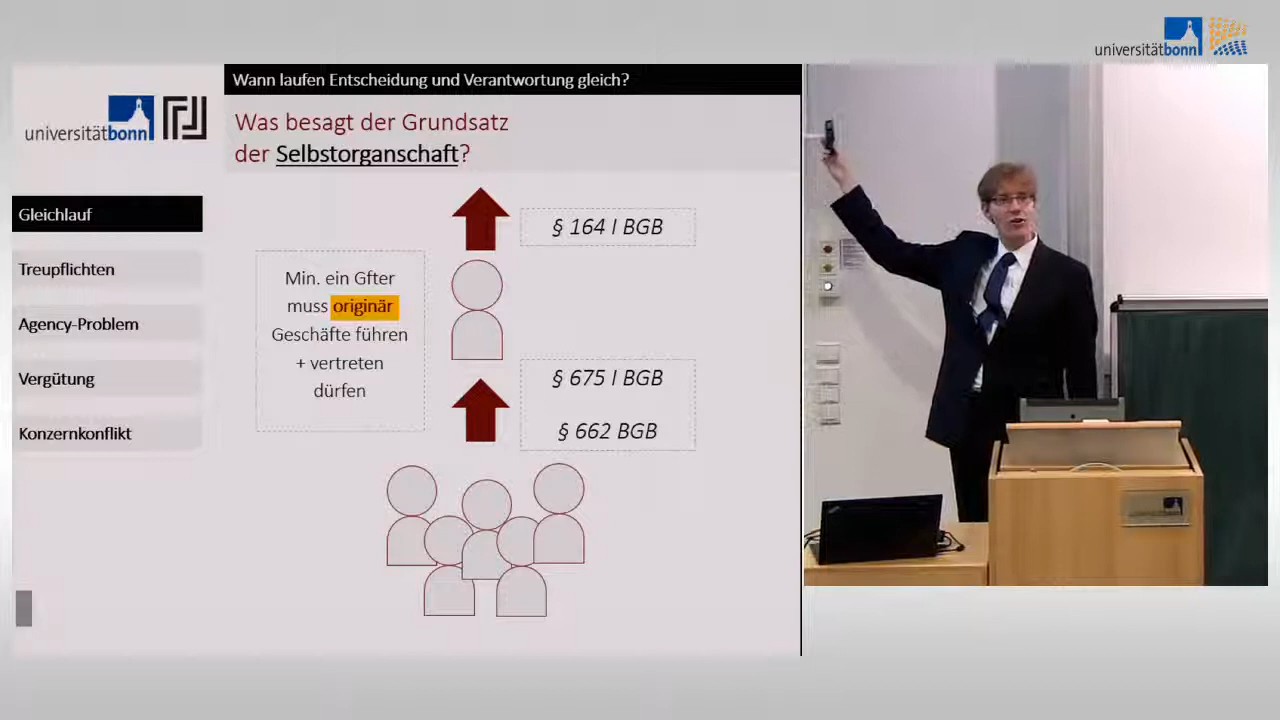 universitätbonn
Wann laufen Entscheidung und Verantwortung gleich?
universitätbonn
Was besagt der Grundsatz
der Selbstorganschaft?
Gleichlauf
Treupflichten
Agency-Problem
Vergütung
Konzernkonflikt
§ 164 I BGB
Min. ein Gfter
muss originär
Geschäfte führen
+ vertreten
dürfen
§ 675 I BGB
§ 662 BGB